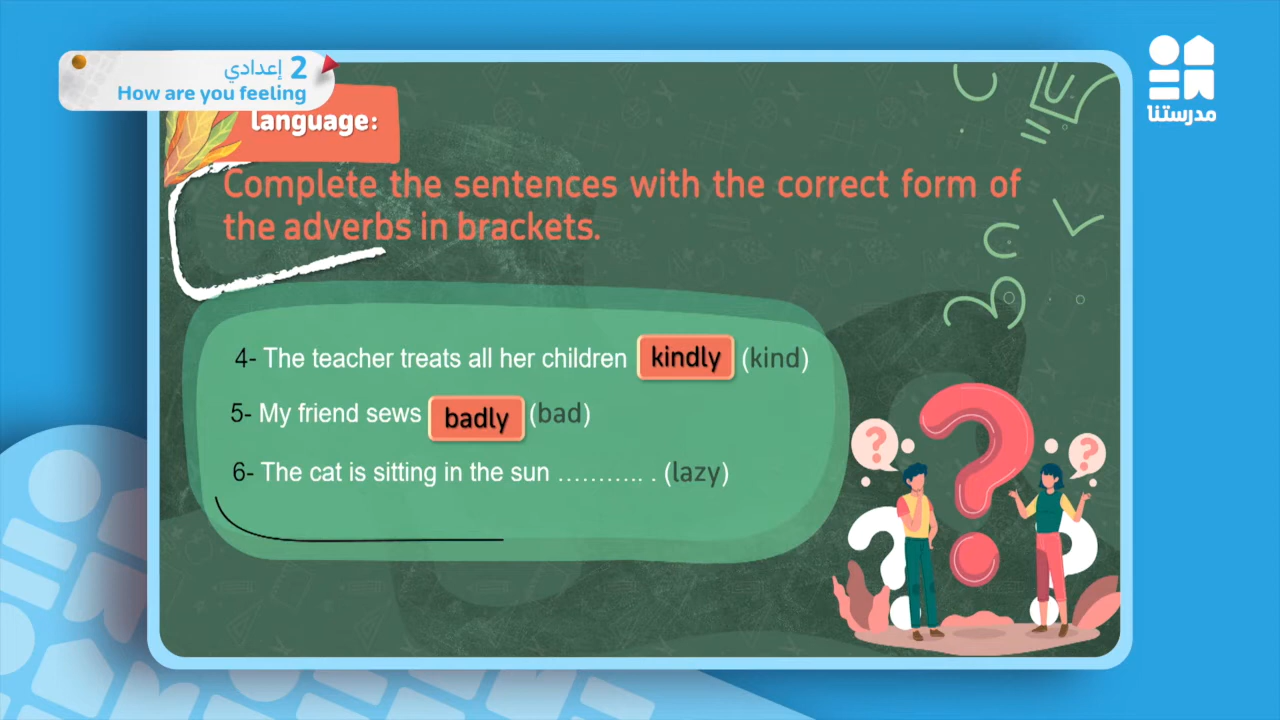 2 إعدادي
How are you feeling
مدرستنا
language:
Complete the sentences with the correct form of
the adverbs in brackets.
4- The teacher treats all her children kindly (kind)
5- My friend sews badly (bad)
6- The cat is sitting in the sun ........... . (lazy)